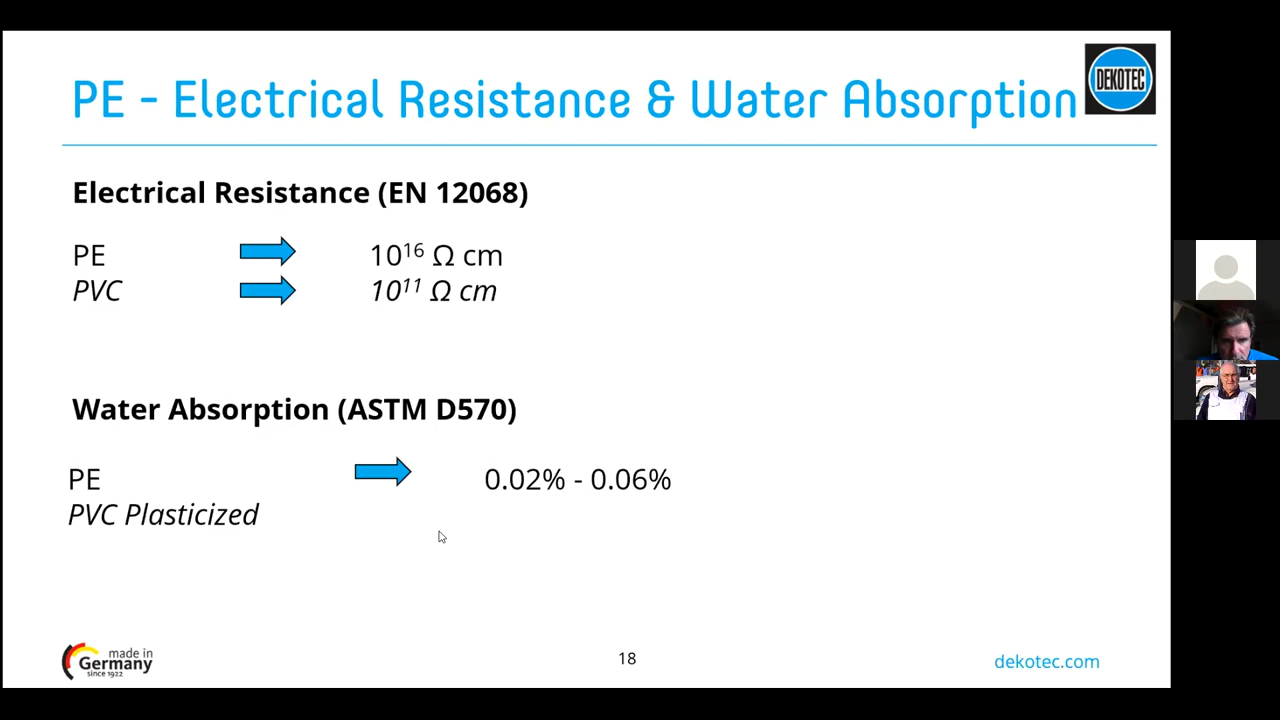 PE - Electrical Resistance & Water Absorption
DEKOTEC
Electrical Resistance (EN 12068)
PE 10¹⁶ Ω cm
PVC 10¹¹ Ω cm
Water Absorption (ASTM D570)
PE 0.02% - 0.06%
PVC Plasticized
made in
Germany
since 1922
18
dekotec.com